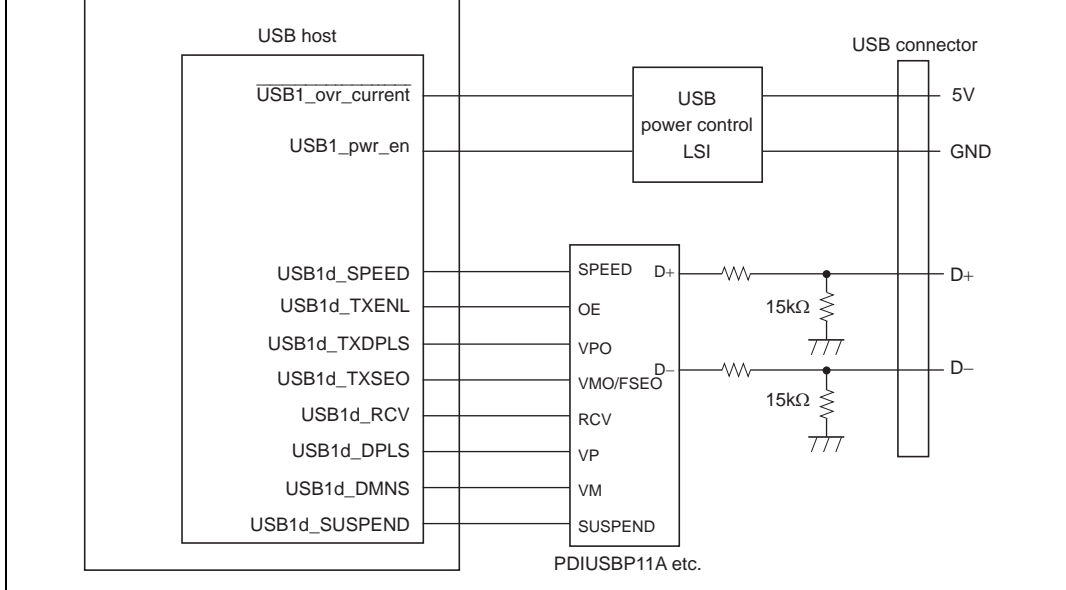 USB host
USB connector
USB1_ovr_current
USB1_pwr_en
USB
power control
LSI
5V
GND
USB1d_SPEED
USB1d_TXENL
USB1d_TXDPLS
USB1d_TXSEO
USB1d_RCV
USB1d_DPLS
USB1d_DMNS
USB1d_SUSPEND
SPEED
OE
VPO
VMO/FSEO
RCV
VP
VM
SUSPEND
D+
D−
15kΩ
15kΩ
D+
D−
PDIUSBP11A etc.